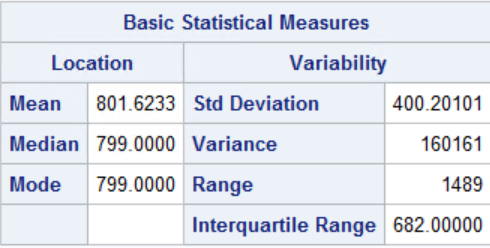 Basic Statistical Measures
Location Variability
Mean 801.6233 Std Deviation 400.20101
Median 799.0000 Variance 160161
Mode 799.0000 Range 1489
Interquartile Range 682.00000